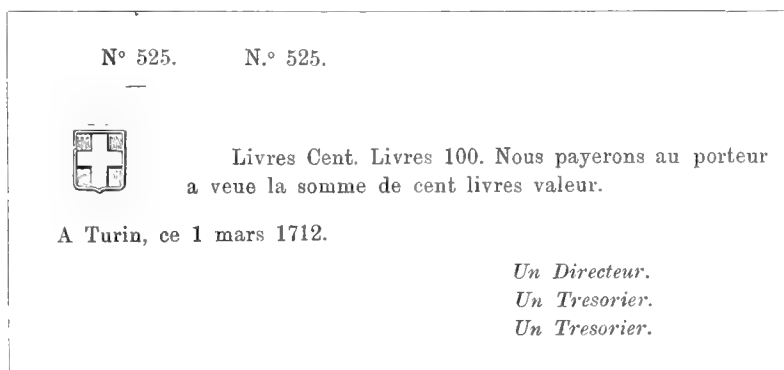 N° 525. N.° 525.
Livres Cent. Livres 100. Nous payerons au porteur
a veue la somme de cent livres valeur.
A Turin, ce 1 mars 1712.
Un Directeur.
Un Tresorier.
Un Tresorier.